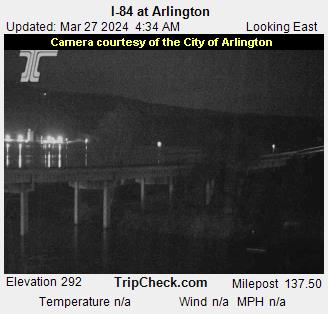 I-84 at Arlington
Updated: Mar 27 2024 4:34 AM Looking East
Camera courtesy of the City of Arlington
Elevation 292 TripCheck.com Milepost 137.50
Temperature n/a Wind n/a MPH n/a